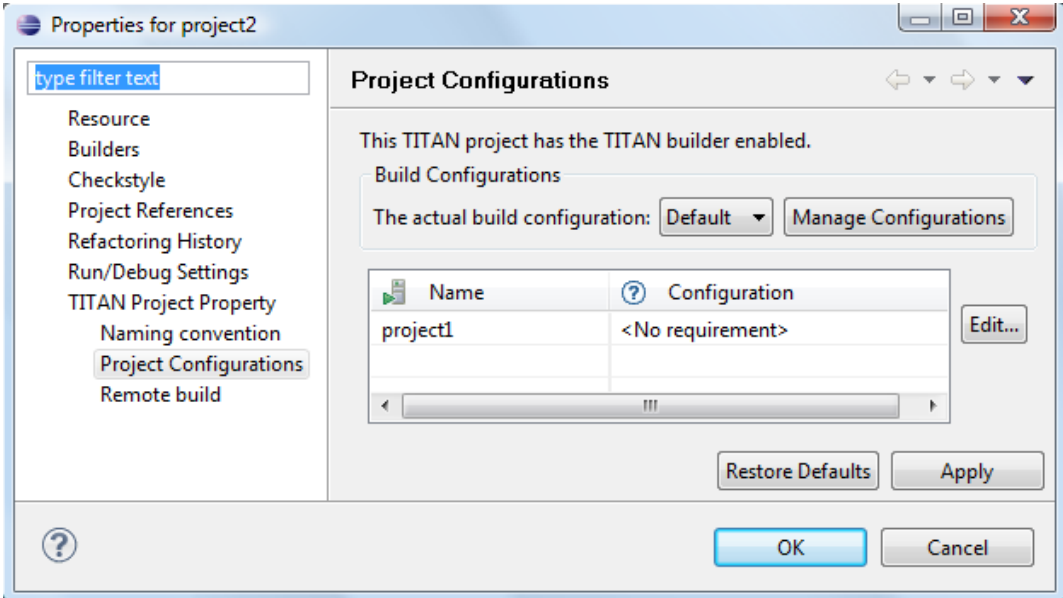 Properties for project2
type filter text
Resource
Builders
Checkstyle
Project References
Refactoring History
Run/Debug Settings
TITAN Project Property
Naming convention
Project Configurations
Remote build
Project Configurations
This TITAN project has the TITAN builder enabled.
Build Configurations
The actual build configuration: Default Manage Configurations
Name Configuration
project1 <No requirement>
Edit...
Restore Defaults Apply
OK Cancel